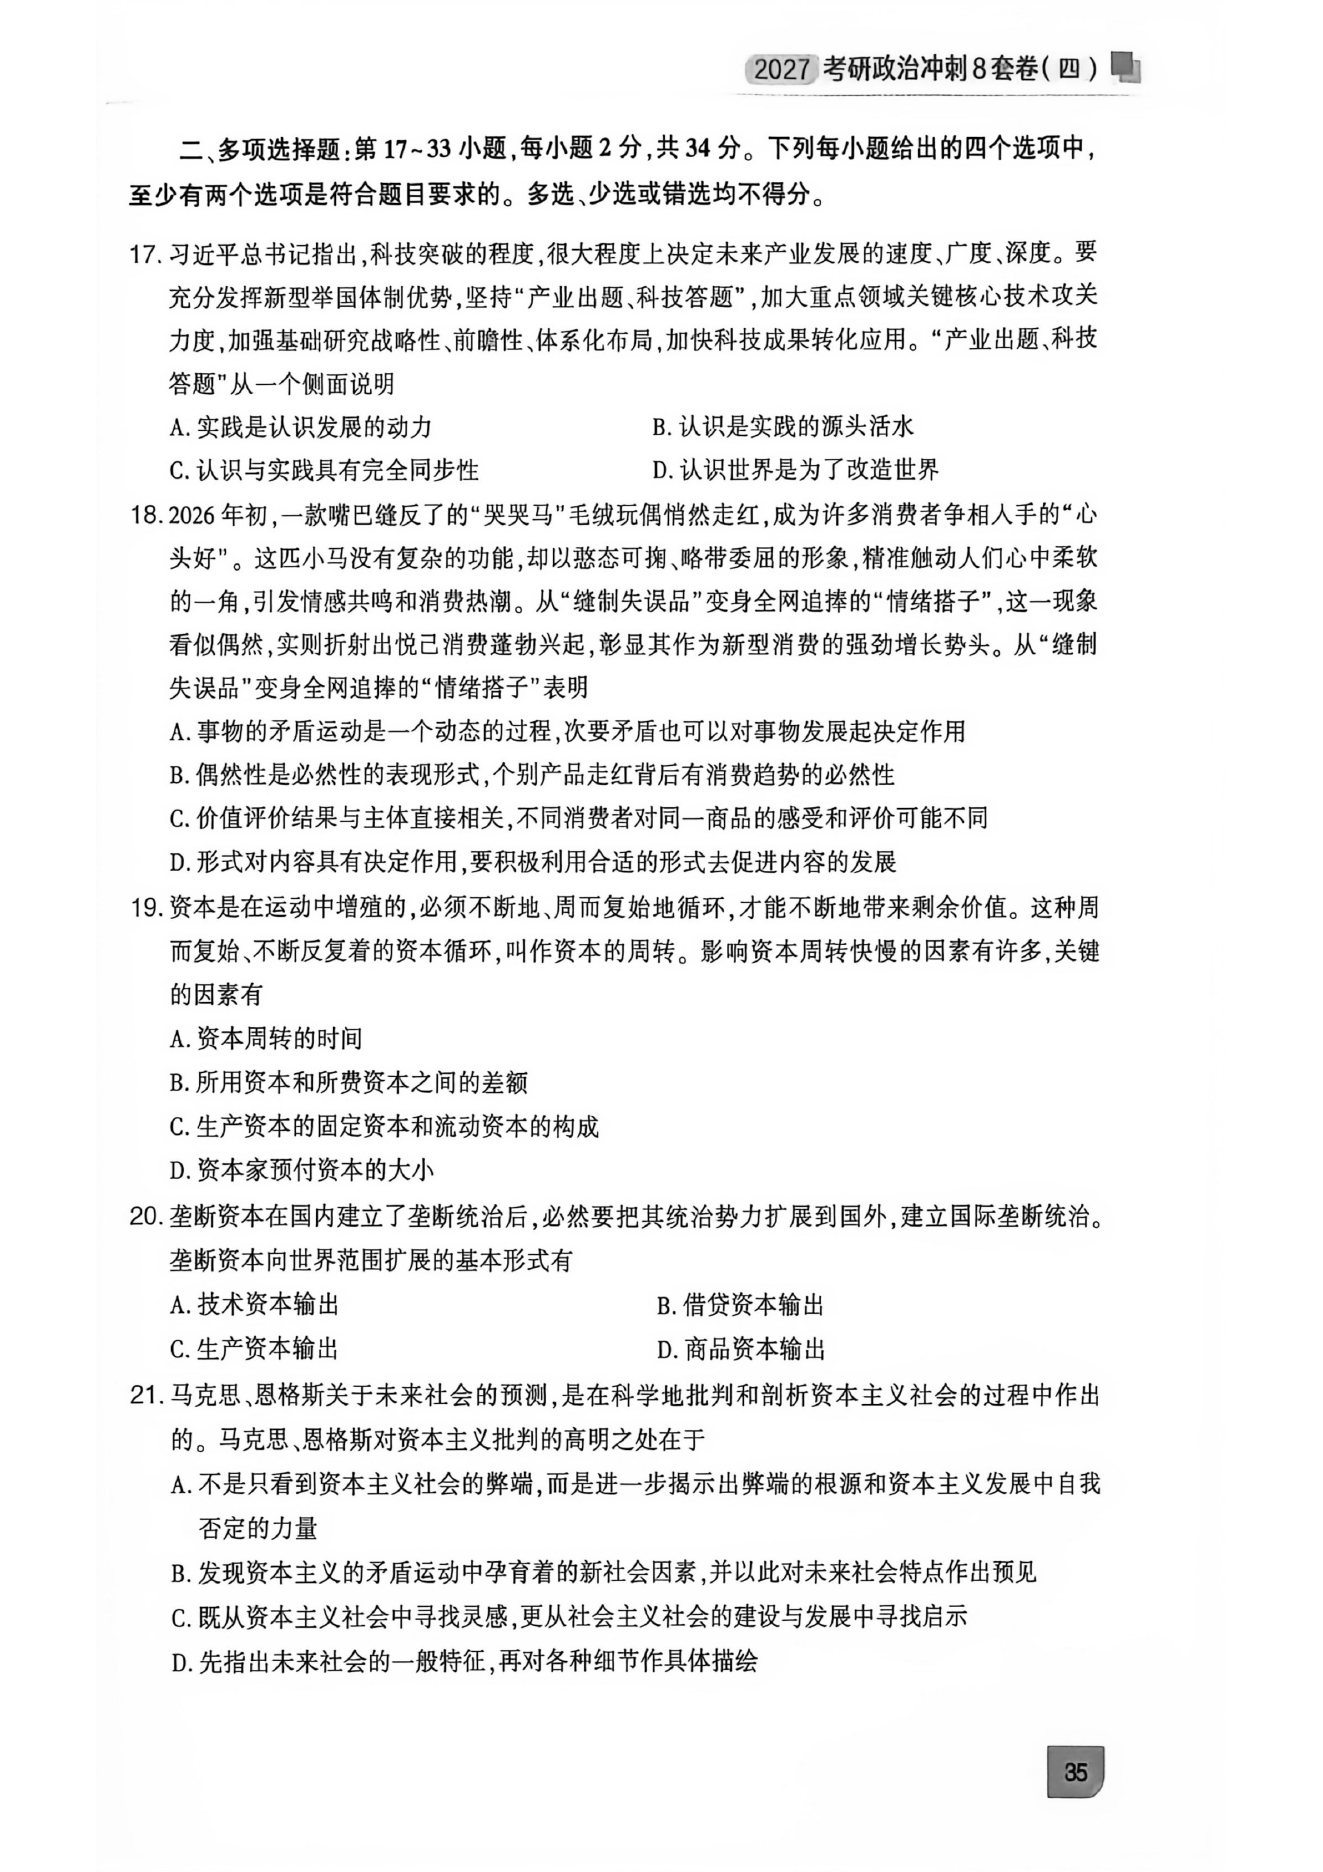 2027 考研政治冲刺8套卷(四)
二、多项选择题:第17~33小题,每小题2分,共34分。下列每小题给出的四个选项中,
至少有两个选项是符合题目要求的。多选、少选或错选均不得分。
17. 习近平总书记指出,科技突破的程度,很大程度上决定未来产业发展的速度、广度、深度。要
充分发挥新型举国体制优势,坚持“产业出题、科技答题”,加大重点领域关键核心技术攻关
力度,加强基础研究战略性、前瞻性、体系化布局,加快科技成果转化应用。“产业出题、科技
答题”从一个侧面说明
A. 实践是认识发展的动力 B. 认识是实践的源头活水
C. 认识与实践具有完全同步性 D. 认识世界是为了改造世界
18. 2026年初,一款嘴巴缝反了的“哭哭马”毛绒玩偶悄然走红,成为许多消费者争相入手的“心
头好”。这匹小马没有复杂的功能,却以憨态可掬、略带委屈的形象,精准触动人们心中柔软
的一角,引发情感共鸣和消费热潮。从“缝制失误品”变身全网追捧的“情绪搭子”,这一现象
看似偶然,实则折射出悦己消费蓬勃兴起,彰显其作为新型消费的强劲增长势头。从“缝制
失误品”变身全网追捧的“情绪搭子”表明
A. 事物的矛盾运动是一个动态的过程,次要矛盾也可以对事物发展起决定作用
B. 偶然性是必然性的表现形式,个别产品走红背后有消费趋势的必然性
C. 价值评价结果与主体直接相关,不同消费者对同一商品的感受和评价可能不同
D. 形式对内容具有决定作用,要积极利用合适的形式去促进内容的发展
19. 资本是在运动中增殖的,必须不断地、周而复始地循环,才能不断地带来剩余价值。这种周
而复始、不断反复着的资本循环,叫作资本的周转。影响资本周转快慢的因素有许多,关键
的因素有
A. 资本周转的时间
B. 所用资本和所费资本之间的差额
C. 生产资本的固定资本和流动资本的构成
D. 资本家预付资本的大小
20. 垄断资本在国内建立了垄断统治后,必然要把其统治势力扩展到国外,建立国际垄断统治。
垄断资本向世界范围扩展的基本形式有
A. 技术资本输出 B. 借贷资本输出
C. 生产资本输出 D. 商品资本输出
21. 马克思、恩格斯关于未来社会的预测,是在科学地批判和剖析资本主义社会的过程中作出
的。马克思、恩格斯对资本主义批判的高明之处在于
A. 不是只看到资本主义社会的弊端,而是进一步揭示出弊端的根源和资本主义发展中自我
否定的力量
B. 发现资本主义的矛盾运动中孕育着的新社会因素,并以此对未来社会特点作出预见
C. 既从资本主义社会中寻找灵感,更从社会主义社会的建设与发展中寻找启示
D. 先指出未来社会的一般特征,再对各种细节作具体描绘
35